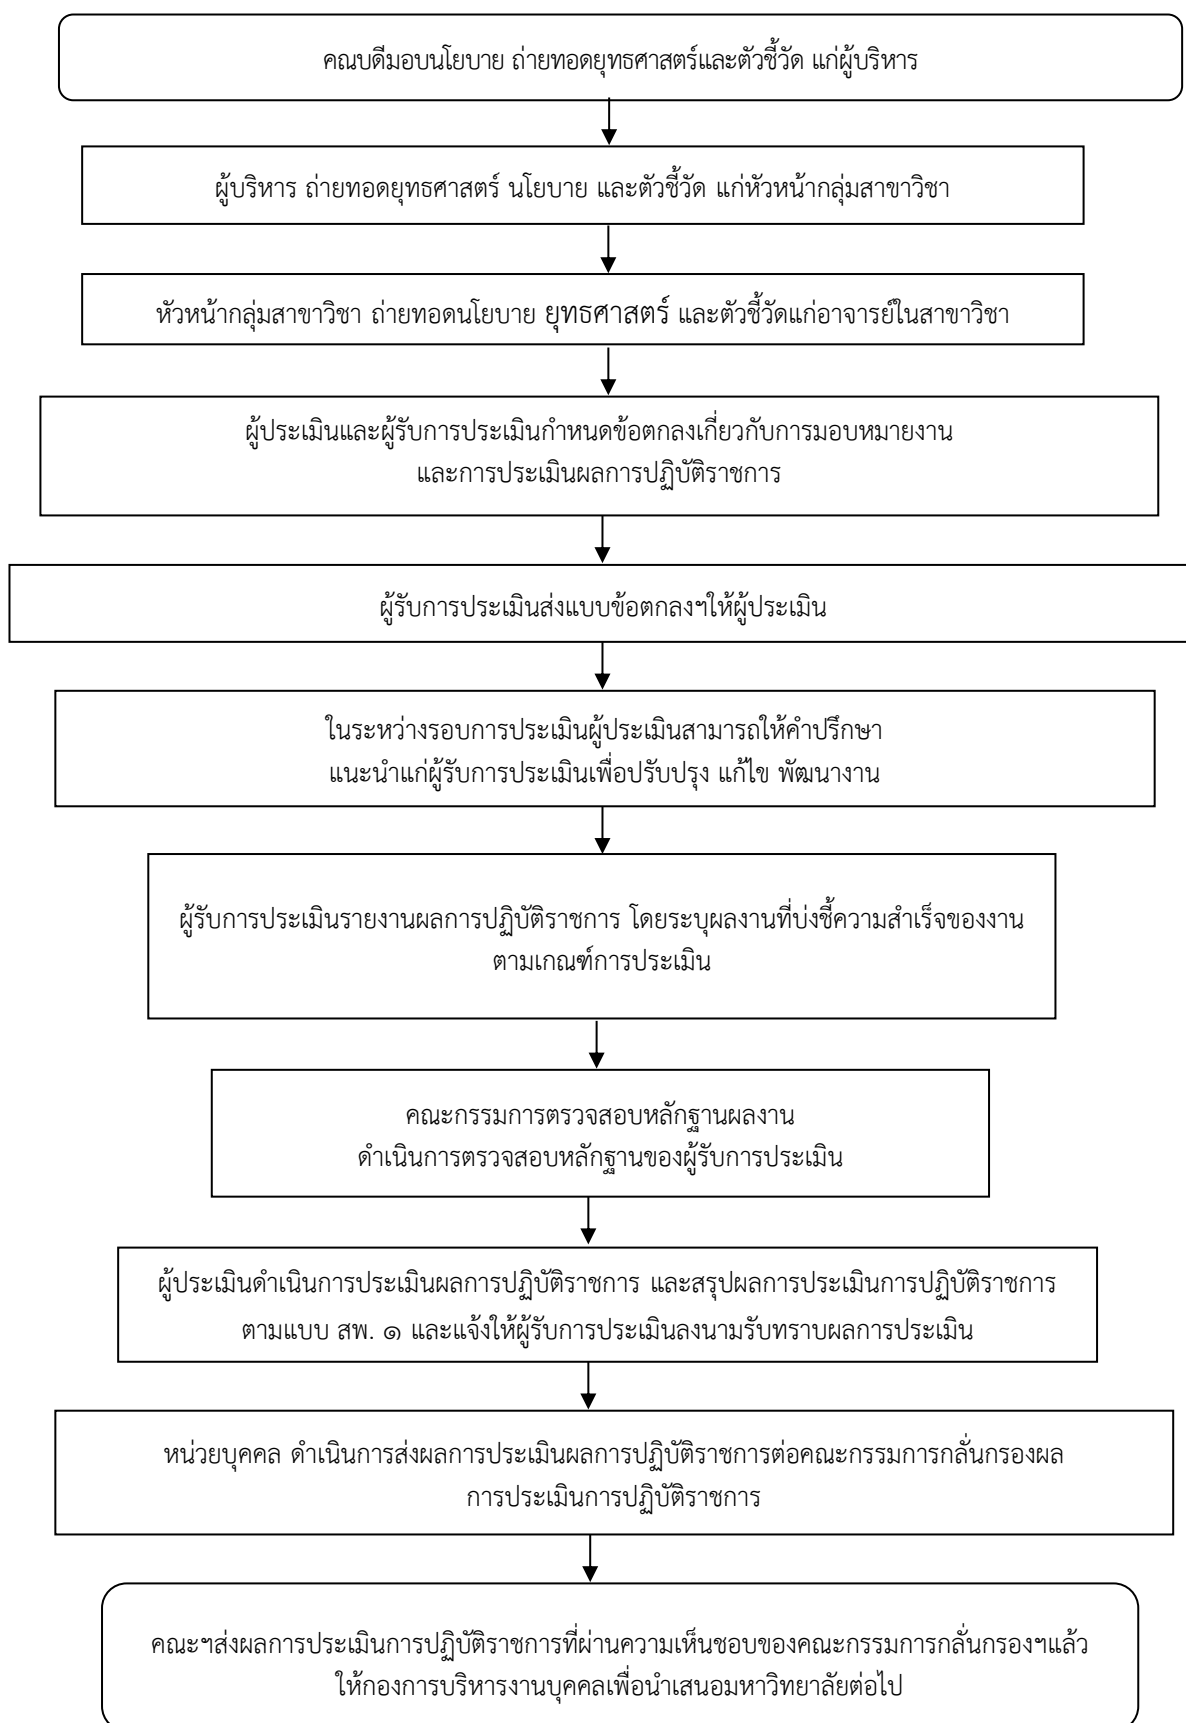 คณบดีมอบนโยบาย ถ่ายทอดยุทธศาสตร์และตัวชี้วัด แก่ผู้บริหาร
ผู้บริหาร ถ่ายทอดยุทธศาสตร์ นโยบาย และตัวชี้วัด แก่หัวหน้ากลุ่มสาขาวิชา
หัวหน้ากลุ่มสาขาวิชา ถ่ายทอดนโยบาย ยุทธศาสตร์ และตัวชี้วัดแก่อาจารย์ในสาขาวิชา
ผู้ประเมินและผู้รับการประเมินกำหนดข้อตกลงเกี่ยวกับการมอบหมายงาน
และการประเมินผลการปฏิบัติราชการ
ผู้รับการประเมินส่งแบบข้อตกลงฯให้ผู้ประเมิน
ในระหว่างรอบการประเมินผู้ประเมินสามารถให้คำปรึกษา
แนะนำแก่ผู้รับการประเมินเพื่อปรับปรุง แก้ไข พัฒนางาน
ผู้รับการประเมินรายงานผลการปฏิบัติราชการ โดยระบุผลงานที่บ่งชี้ความสำเร็จของงาน
ตามเกณฑ์การประเมิน
คณะกรรมการตรวจสอบหลักฐานผลงาน
ดำเนินการตรวจสอบหลักฐานของผู้รับการประเมิน
ผู้ประเมินดำเนินการประเมินผลการปฏิบัติราชการ และสรุปผลการประเมินการปฏิบัติราชการ
ตามแบบ สพ. ๑ และแจ้งให้ผู้รับการประเมินลงนามรับทราบผลการประเมิน
หน่วยบุคคล ดำเนินการส่งผลการประเมินผลการปฏิบัติราชการต่อคณะกรรมการกลั่นกรองผล
การประเมินการปฏิบัติราชการ
คณะฯส่งผลการประเมินการปฏิบัติราชการที่ผ่านความเห็นชอบของคณะกรรมการกลั่นกรองฯแล้ว
ให้กองการบริหารงานบุคคลเพื่อนำเสนอมหาวิทยาลัยต่อไป